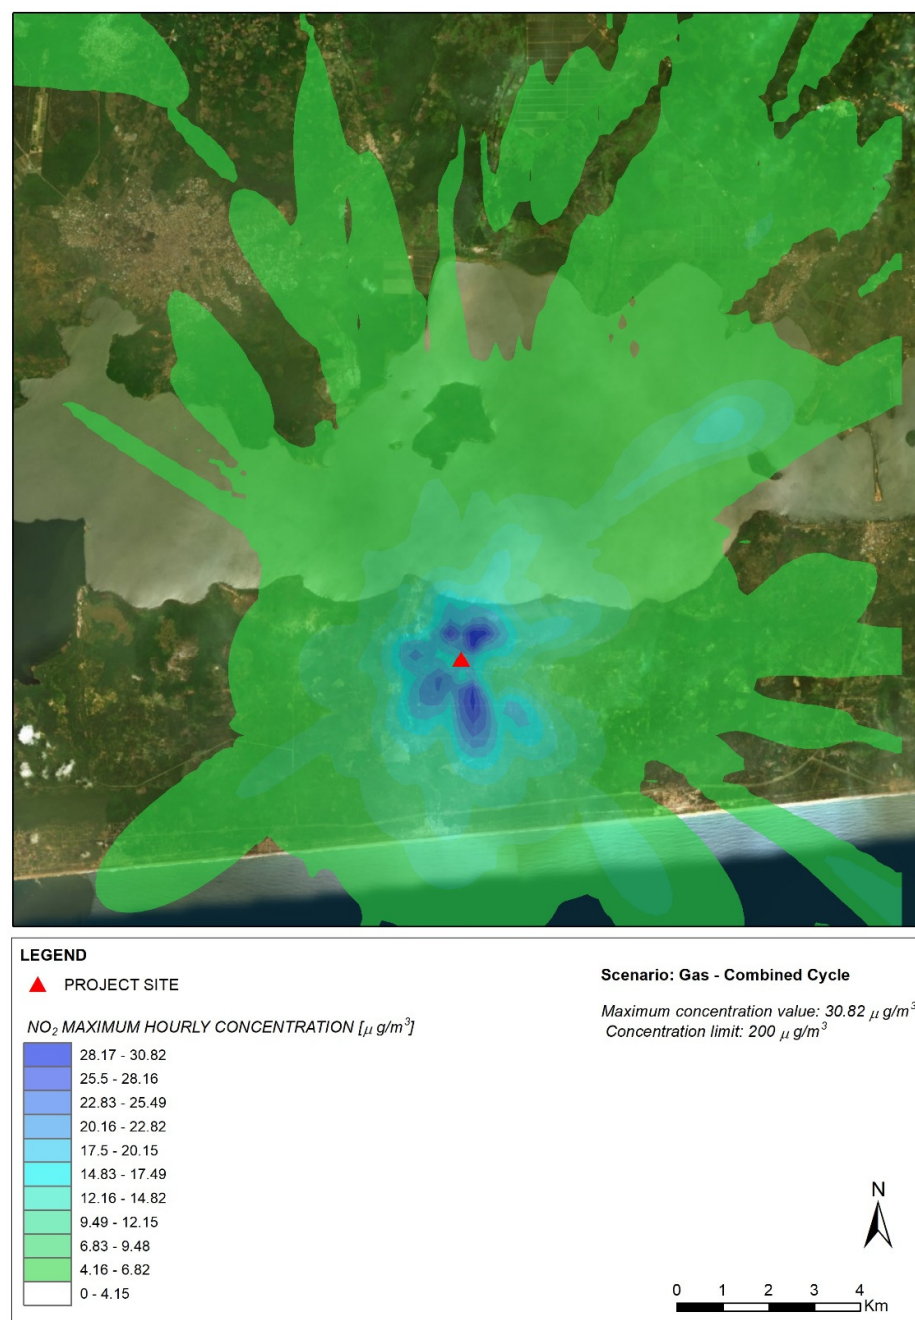 LEGEND
PROJECT SITE
NO₂ MAXIMUM HOURLY CONCENTRATION [μ g/m³]
28.17 - 30.82
25.5 - 28.16
22.83 - 25.49
20.16 - 22.82
17.5 - 20.15
14.83 - 17.49
12.16 - 14.82
9.49 - 12.15
6.83 - 9.48
4.16 - 6.82
0 - 4.15
Scenario: Gas - Combined Cycle
Maximum concentration value: 30.82 μ g/m³
Concentration limit: 200 μ g/m³
N
0 1 2 3 4
Km